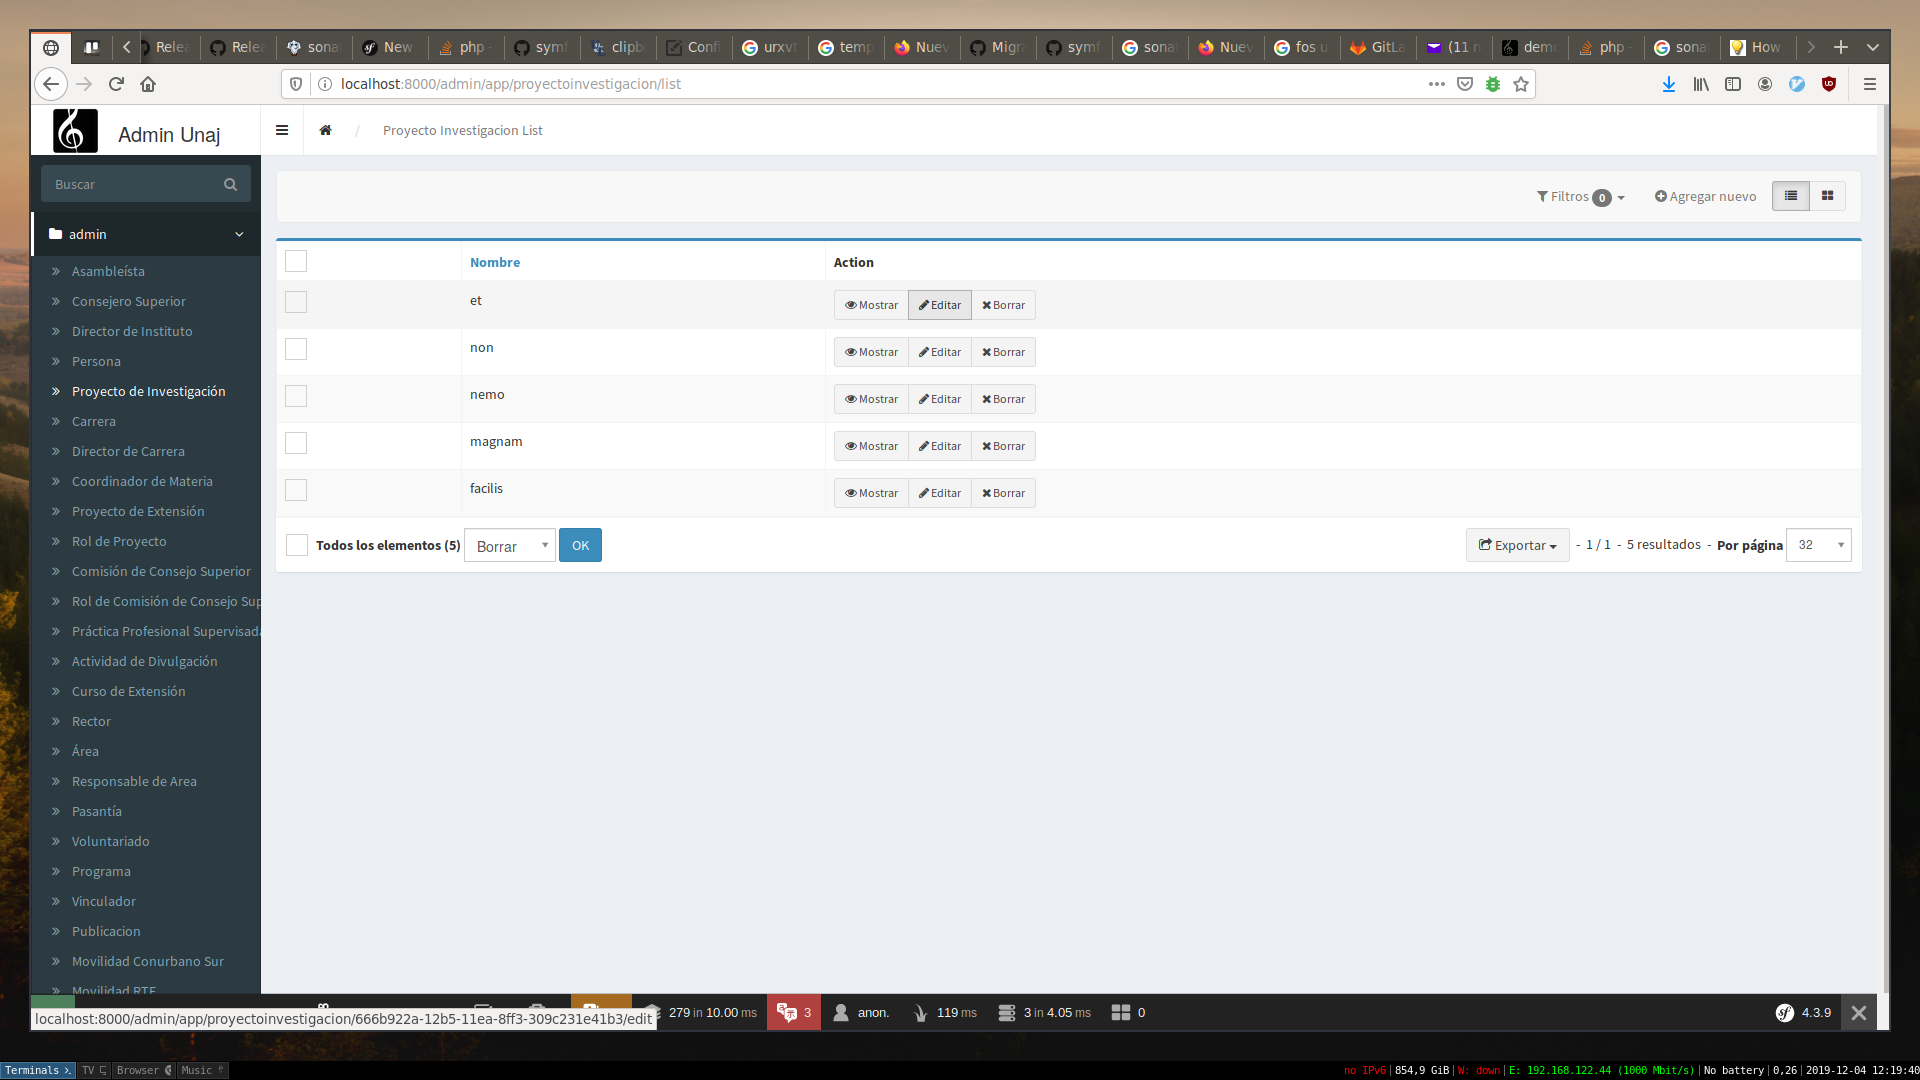 Relea
Relea
sona
New
php
symf
clipb
Confi
urxvt
temp
Nuev
Migr
symf
sona
Nuev
fos u
GitLa
(11 n
demo
php
sona
How
localhost:8000/admin/app/proyectoinvestigacion/list
Admin Unaj
Proyecto Investigacion List
Buscar
Filtros 0
Agregar nuevo
admin
Asambleísta
Consejero Superior
Director de Instituto
Persona
Proyecto de Investigación
Carrera
Director de Carrera
Coordinador de Materia
Proyecto de Extensión
Rol de Proyecto
Comisión de Consejo Superior
Rol de Comisión de Consejo Sup
Práctica Profesional Supervisada
Actividad de Divulgación
Curso de Extensión
Rector
Área
Responsable de Area
Pasantía
Voluntariado
Programa
Vinculador
Publicacion
Movilidad Conurbano Sur
Movilidad RTF
Nombre Action
et Mostrar Editar Borrar
non Mostrar Editar Borrar
nemo Mostrar Editar Borrar
magnam Mostrar Editar Borrar
facilis Mostrar Editar Borrar
Todos los elementos (5) Borrar OK Exportar - 1 / 1 - 5 resultados - Por página 32
279 in 10.00 ms 3 anon. 119 ms 3 in 4.05 ms 0 4.3.9
localhost:8000/admin/app/proyectoinvestigacion/666b922a-12b5-11ea-8ff3-309c231e41b3/edit
Terminals TV Browser Music no IPv6|854,9 GiB|W: down|E: 192.168.122.44 (1000 Mbit/s)|No battery|0,26|2019-12-04 12:19:40